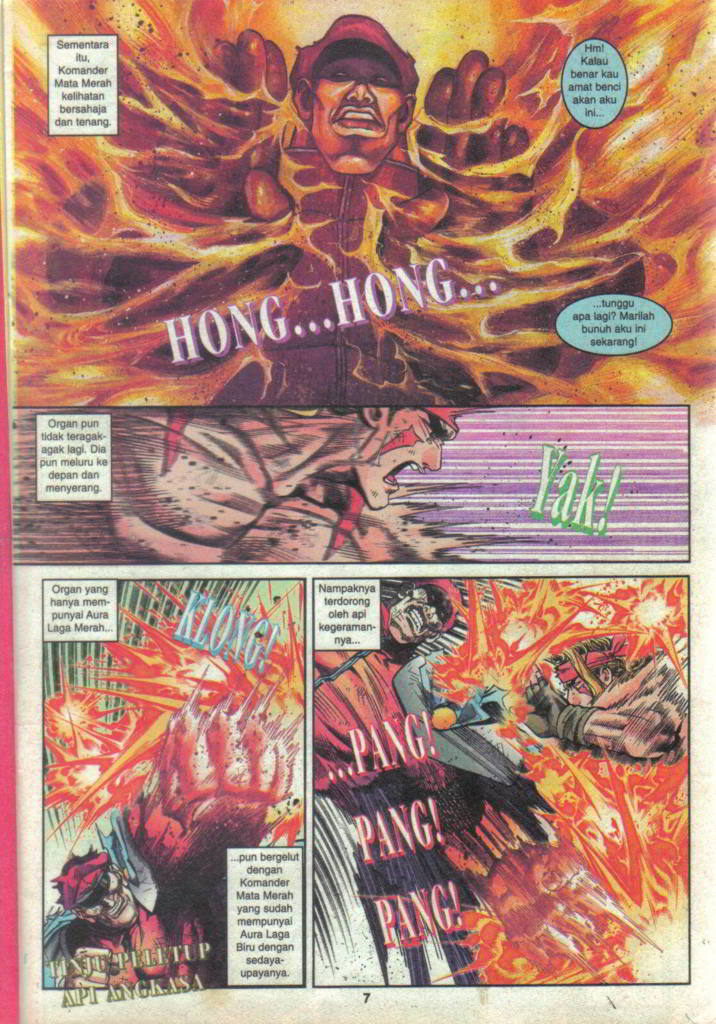 Sementara
itu,
Komander
Mata Merah
kelihatan
bersahaja
dan tenang.
Hm!
Kalau
benar kau
amat benci
akan aku
ini...
HONG...HONG...
...tunggu
apa lagi? Marilah
bunuh aku ini
sekarang!
Organ pun
tidak teragak-
agak lagi. Dia
pun meluru ke
depan dan
menyerang.
Yak!
Organ yang
hanya mem-
punyai Aura
Laga Merah...
KLONG!
...pun bergelut
dengan
Komander
Mata Merah
yang sudah
mempunyai
Aura Laga
Biru dengan
sedaya-
upayanya.
TINJU PELETUP
API ANGKASA
Nampaknya
terdorong
oleh api
kegeraman-
nya...
...PANG!
PANG!
PANG!
7